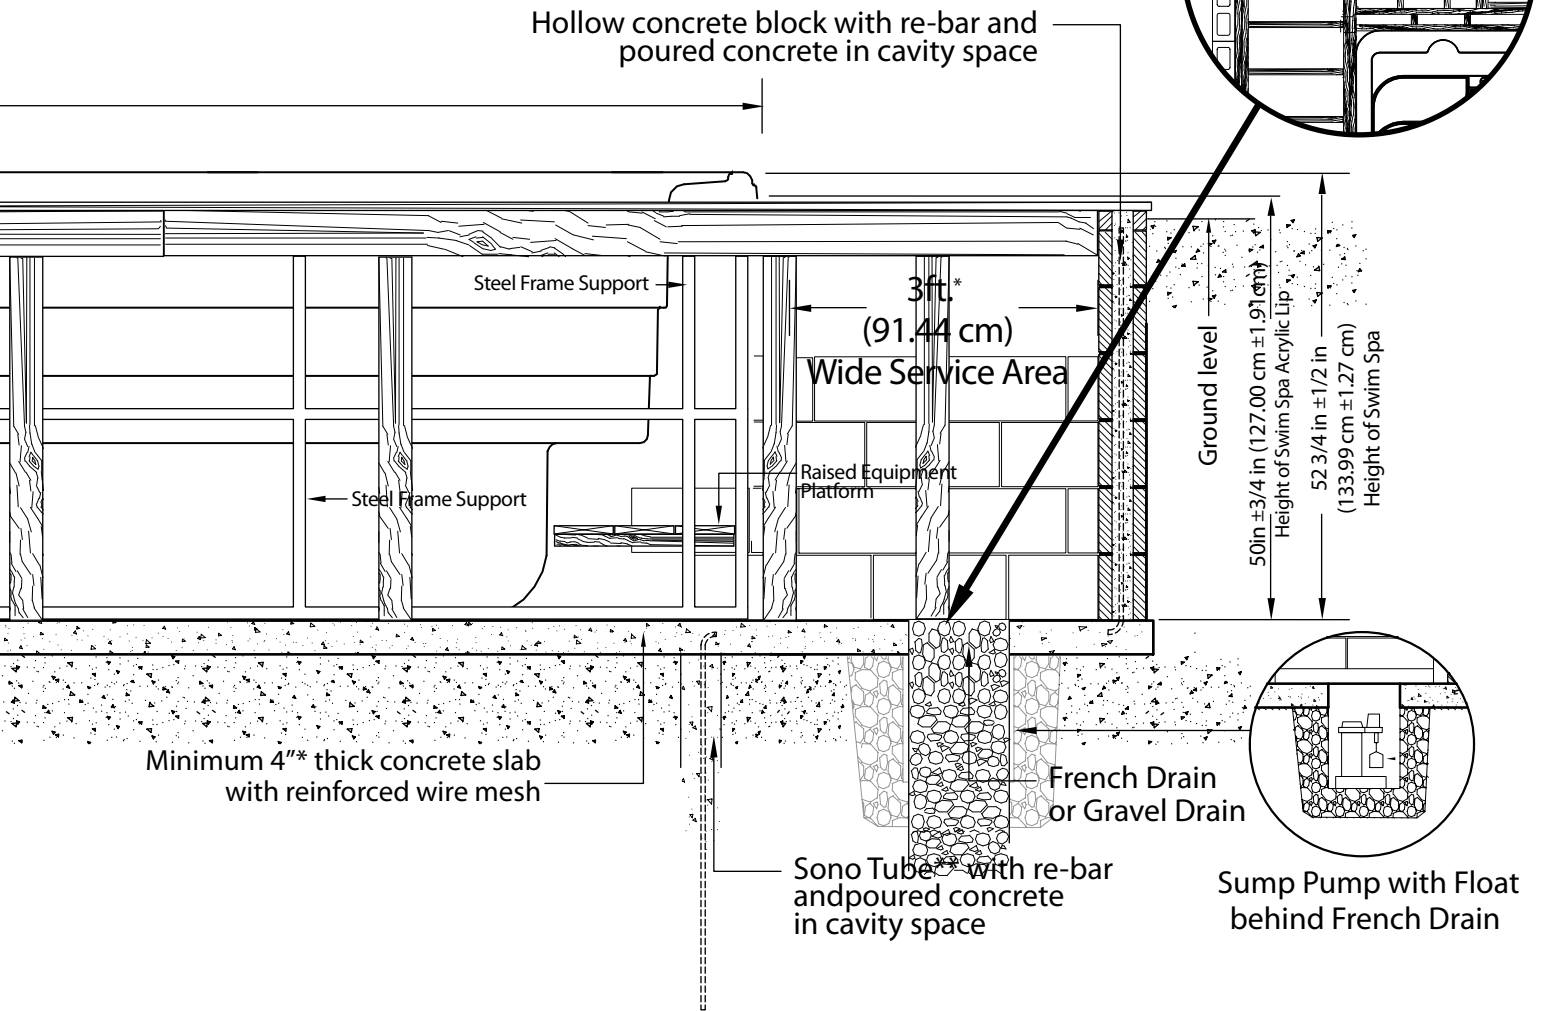 Hollow concrete block with re-bar and
poured concrete in cavity space
Steel Frame Support
3ft.*
(91.44 cm)
Wide Service Area
Raised Equipment
Platform
Steel Frame Support
Ground level
50in ±3/4 in (127.00 cm ±1.91cm)
Height of Swim Spa Acrylic Lip
52 3/4 in ±1/2 in
(133.99 cm ±1.27 cm)
Height of Swim Spa
Minimum 4"* thick concrete slab
with reinforced wire mesh
French Drain
or Gravel Drain
Sono Tube** with re-bar
andpoured concrete
in cavity space
Sump Pump with Float
behind French Drain